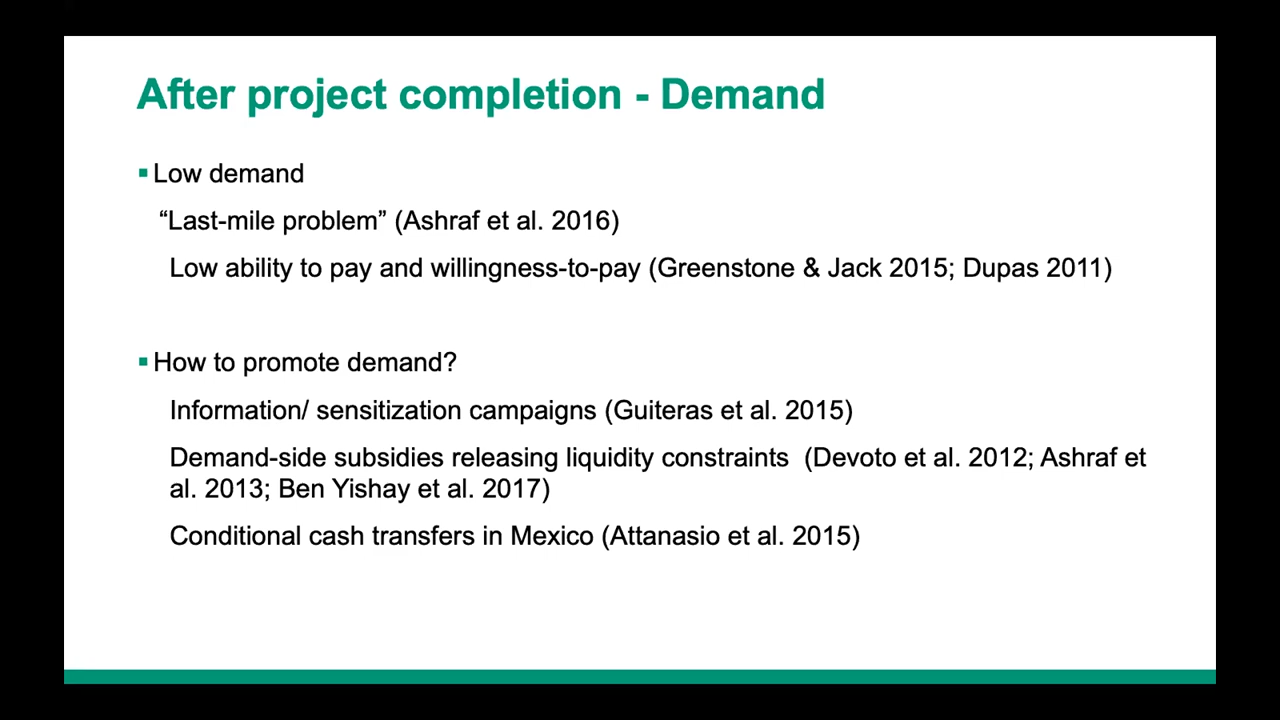 After project completion - Demand
Low demand
“Last-mile problem” (Ashraf et al. 2016)
Low ability to pay and willingness-to-pay (Greenstone & Jack 2015; Dupas 2011)
How to promote demand?
Information/ sensitization campaigns (Guiteras et al. 2015)
Demand-side subsidies releasing liquidity constraints  (Devoto et al. 2012; Ashraf et
al. 2013; Ben Yishay et al. 2017)
Conditional cash transfers in Mexico (Attanasio et al. 2015)